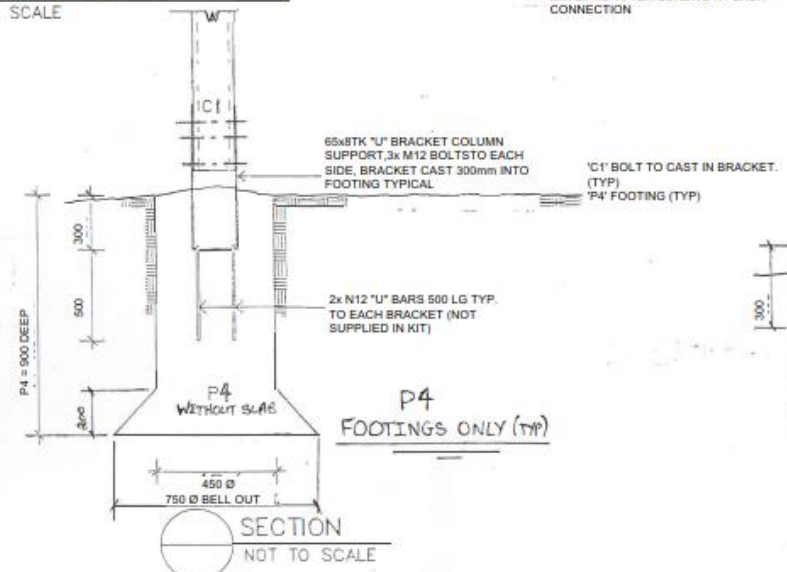 SCALE
CONNECTION
C1
65x8TK "U" BRACKET COLUMN
SUPPORT,3x M12 BOLTSTO EACH
SIDE, BRACKET CAST 300mm INTO
FOOTING TYPICAL
'C1' BOLT TO CAST IN BRACKET.
(TYP)
'P4' FOOTING (TYP)
300
500
2x N12 "U" BARS 500 LG TYP.
TO EACH BRACKET (NOT
SUPPLIED IN KIT)
300
P4 = 900 DEEP
200
P4
WITHOUT SLAB
P4
FOOTINGS ONLY (TYP)
450 Ø
750 Ø BELL OUT
SECTION
NOT TO SCALE